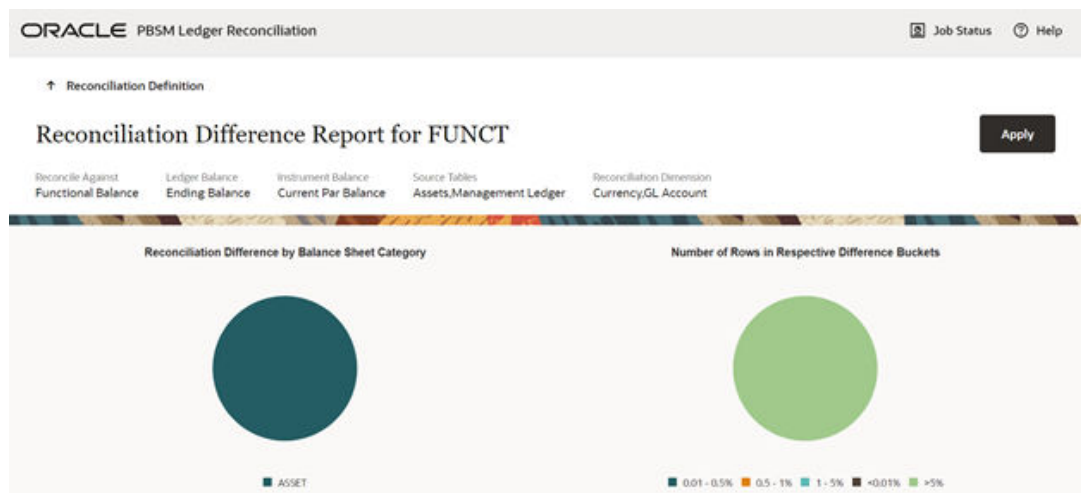 ORACLE PBSM Ledger Reconciliation
Job Status
Help
Reconciliation Definition
Reconciliation Difference Report for FUNCT
Apply
Reconcile Against Ledger Balance Instrument Balance Source Tables Reconciliation Dimension
Functional Balance Ending Balance Current Par Balance Assets,Management Ledger Currency,GL Account
Reconciliation Difference by Balance Sheet Category
Number of Rows in Respective Difference Buckets
ASSET
0.01 - 0.5% 0.5 - 1% 1 - 5% <0.01% >5%